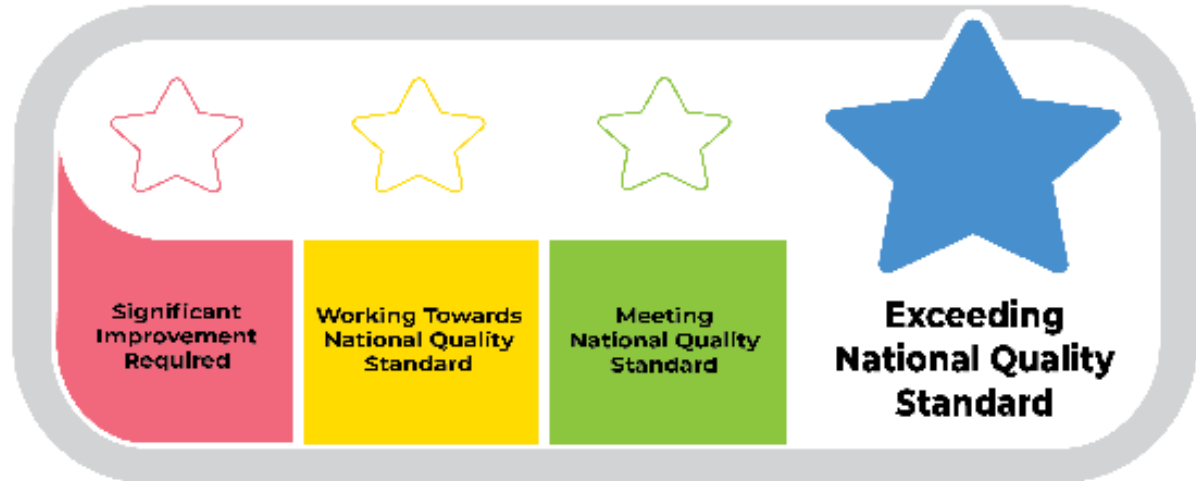 Significant
Improvement
Required
Working Towards
National Quality
Standard
Meeting
National Quality
Standard
Exceeding
National Quality
Standard